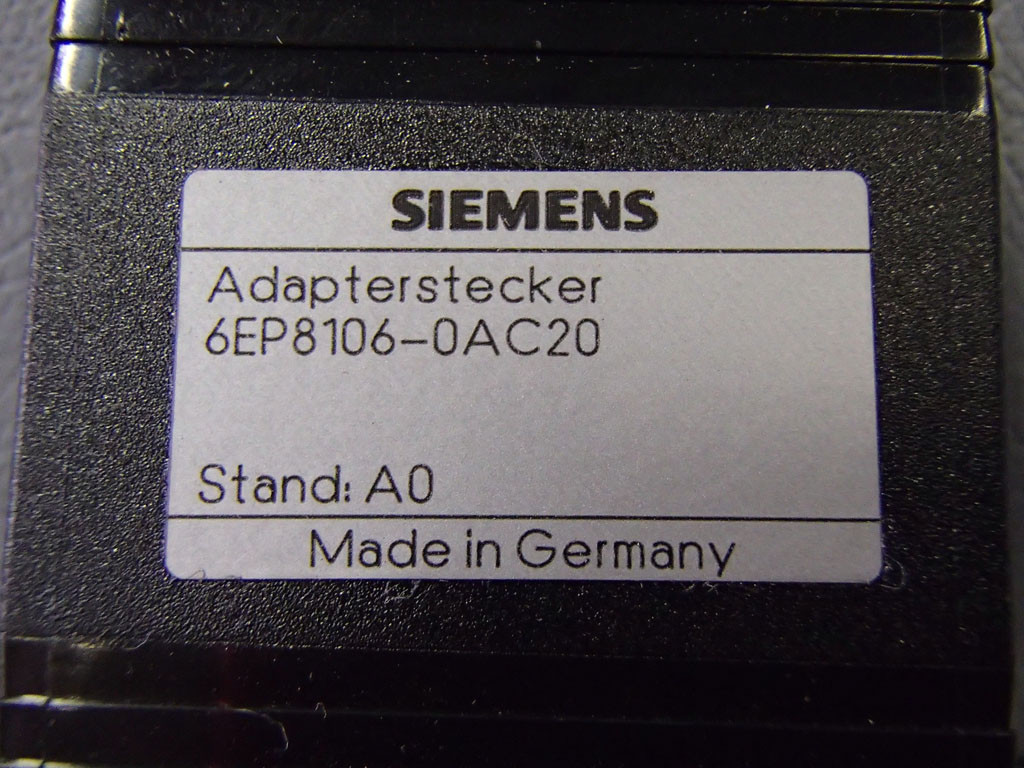 SIEMENS
Adapterstecker
6EP8106-0AC20
Stand: A0
Made in Germany